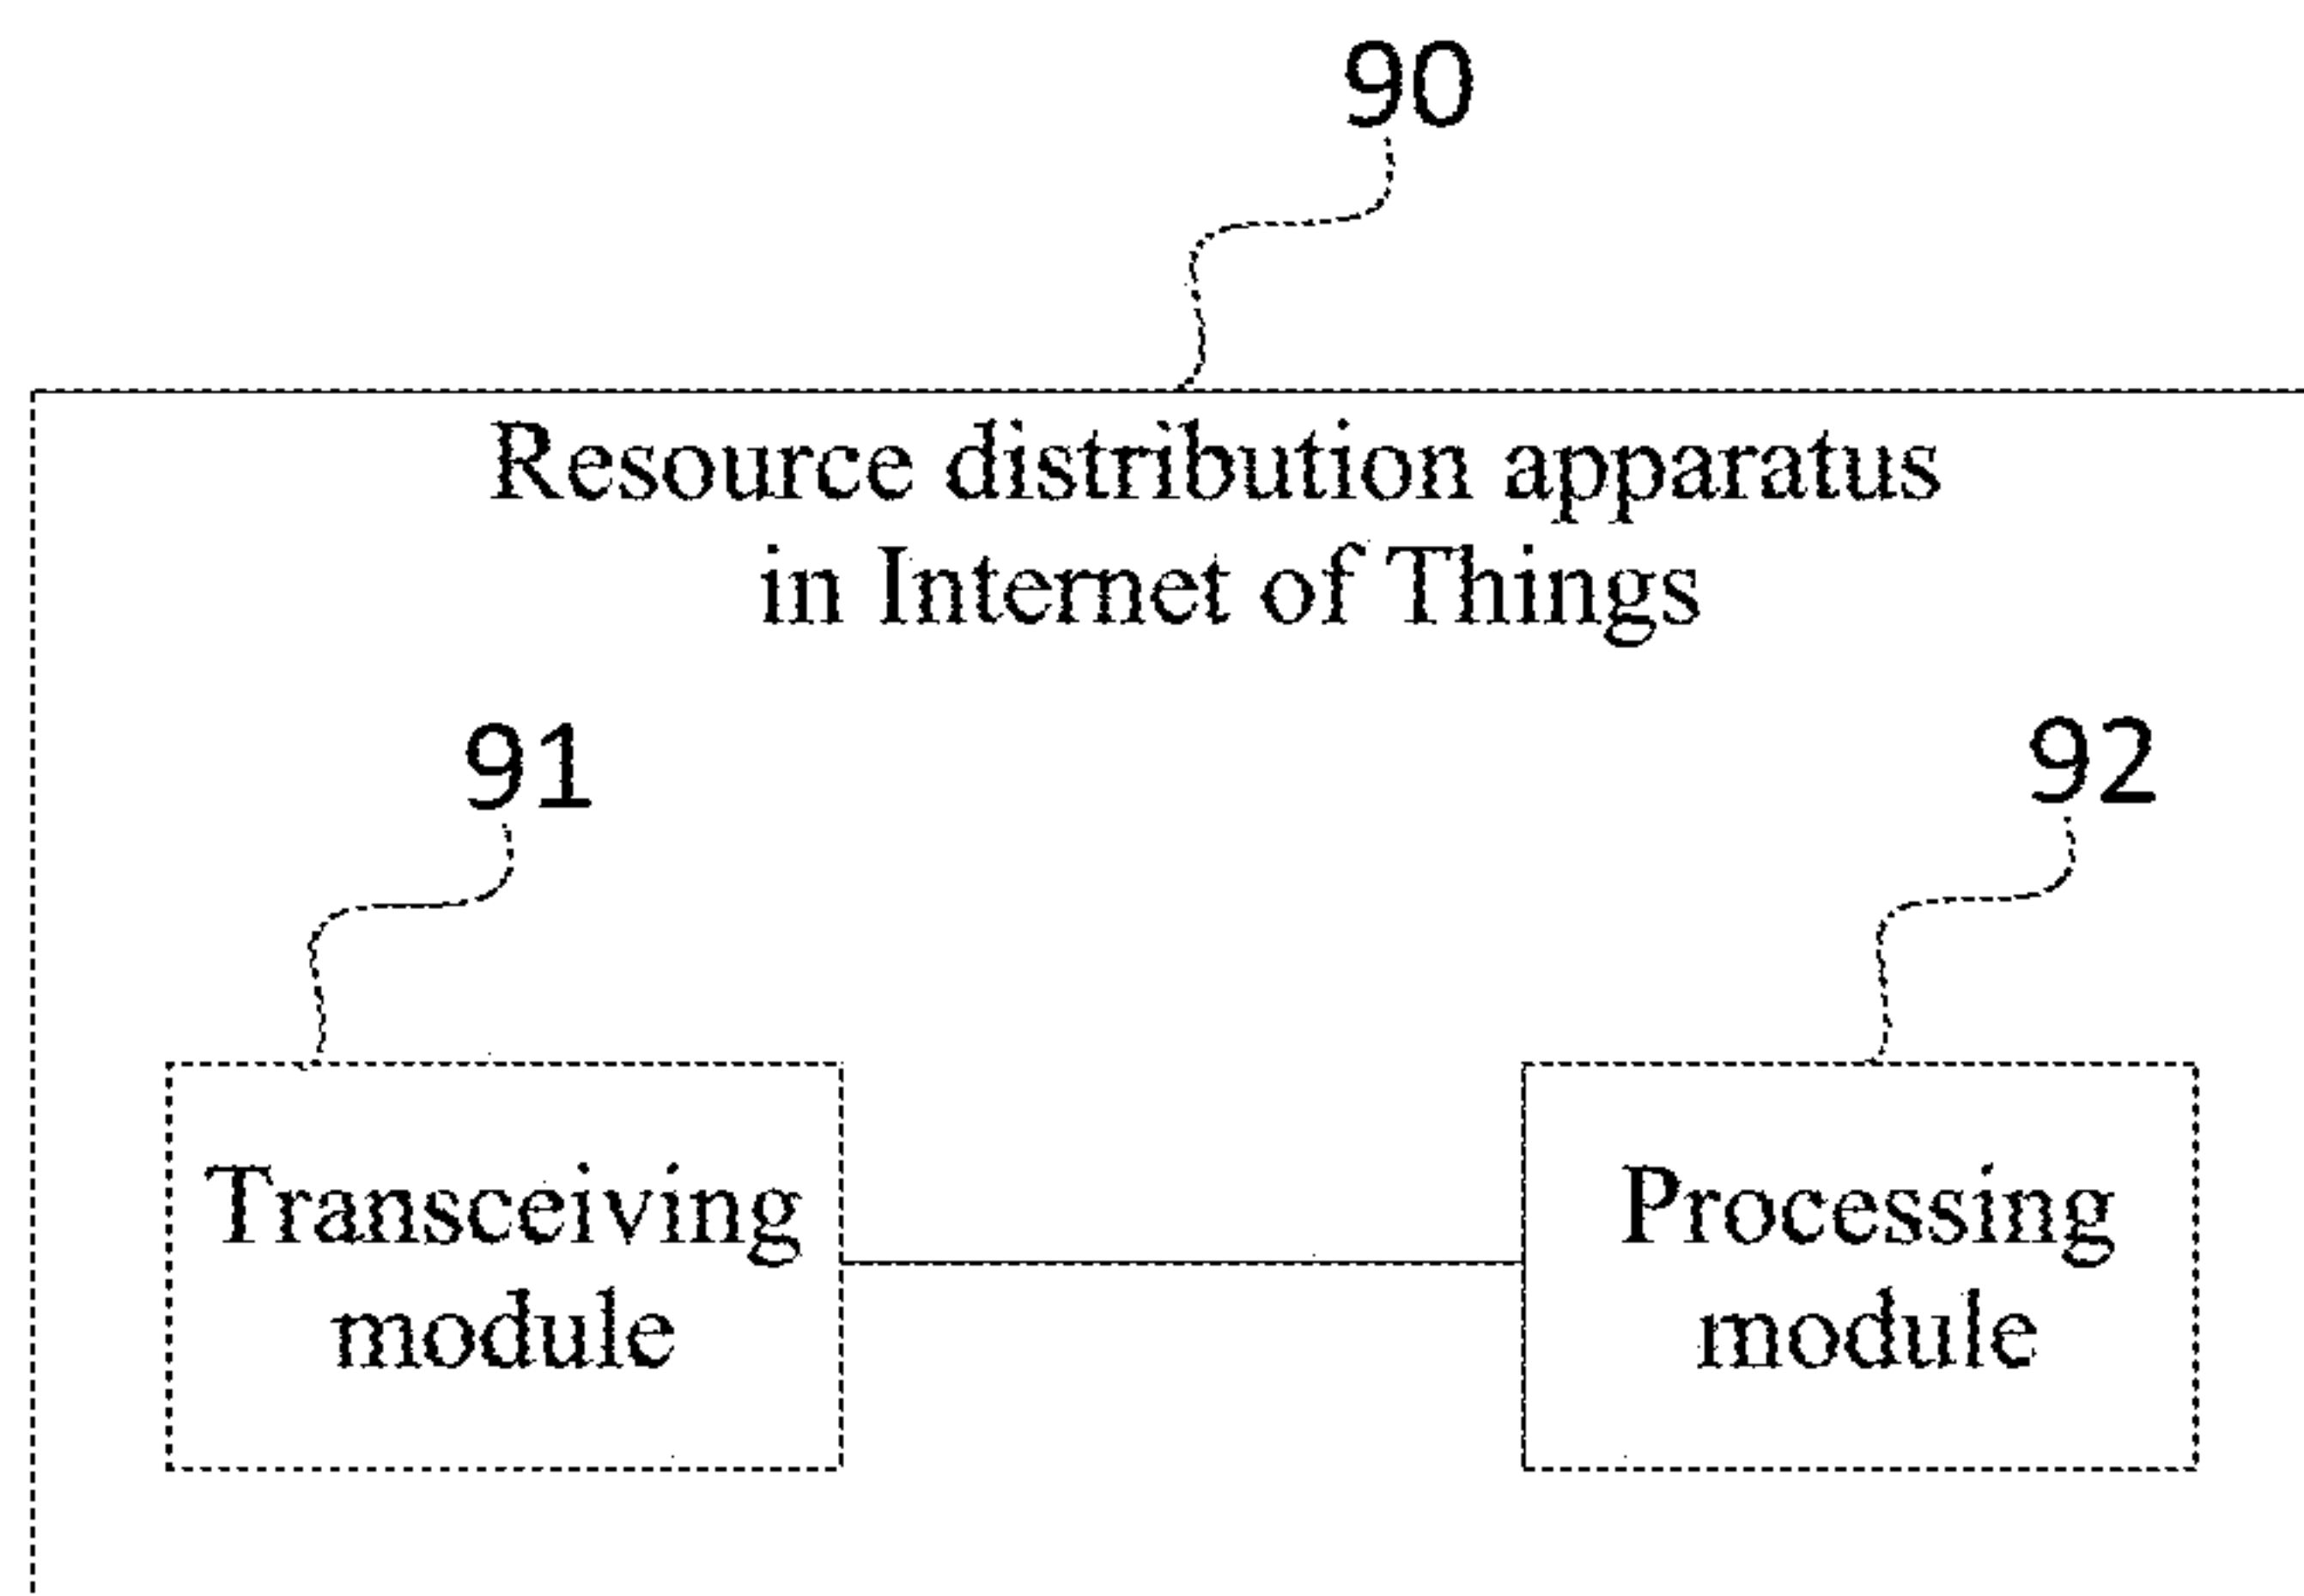 90
Resource distribution apparatus
in Internet of Things
91
92
Transceiving
module
Processing
module